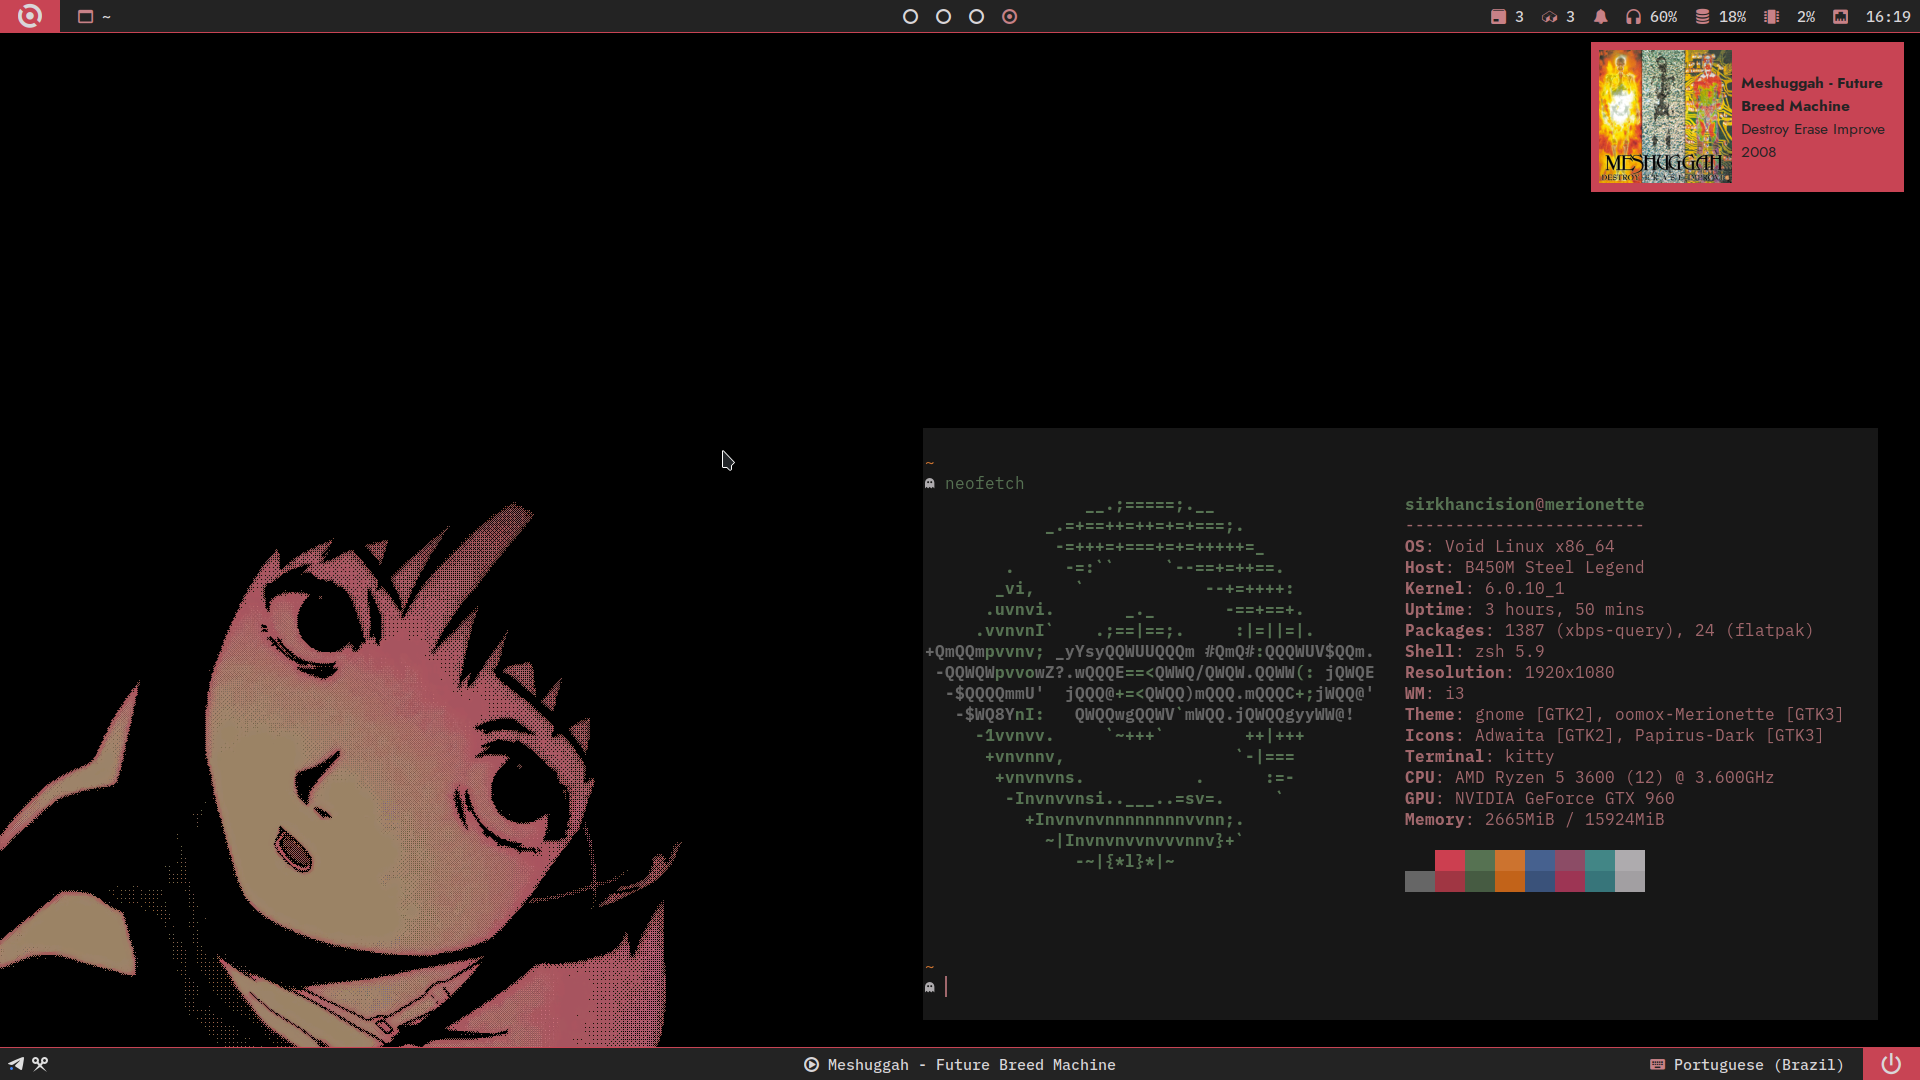 ~
3
3
60%
18%
2%
16:19
MESHUGGAH
Meshuggah - Future
Breed Machine
Destroy Erase Improve
2008
~
neofetch
__.;=====;.__
_.=+==++=++=+=+===;.
-=+++=+===+=+=+++++=_
.     -=:``     `--==+=++==.
_vi,    `            --+=++++:
.uvnvi.       _._       -==+==+.
.vvnvnI`    .;==|==;.     :|=||=|.
+QmQQmpvvnv; _yYsyQQWUUQQQm #QmQ#:QQQWUV$QQm.
-QQWQWpvvowZ?.wQQQE==<QWWQ/QWQW.QQWW(: jQWQE
-$QQQQmmU'  jQQQ@+=<QWQQ)mQQQ.mQQQC+;jWQQ@'
-$WQ8YnI:   QWQQwgQQWV`mWQQ.jQWQQgyyWW@!
-1vvnvv.     `~+++`        ++|+++
+vnvnnv,                 `-|===
+vnvnvns.           .      :=-
-Invnvvnsi..___..=sv=.     `
+Invnvnvnnnnnnnnvvnn;.
~|Invnvnvvnvvvnnv}+`
-~|{*l}*|~
sirkhancision@merionette
------------------------
OS: Void Linux x86_64
Host: B450M Steel Legend
Kernel: 6.0.10_1
Uptime: 3 hours, 50 mins
Packages: 1387 (xbps-query), 24 (flatpak)
Shell: zsh 5.9
Resolution: 1920x1080
WM: i3
Theme: gnome [GTK2], oomox-Merionette [GTK3]
Icons: Adwaita [GTK2], Papirus-Dark [GTK3]
Terminal: kitty
CPU: AMD Ryzen 5 3600 (12) @ 3.600GHz
GPU: NVIDIA GeForce GTX 960
Memory: 2665MiB / 15924MiB
~
Meshuggah - Future Breed Machine
Portuguese (Brazil)